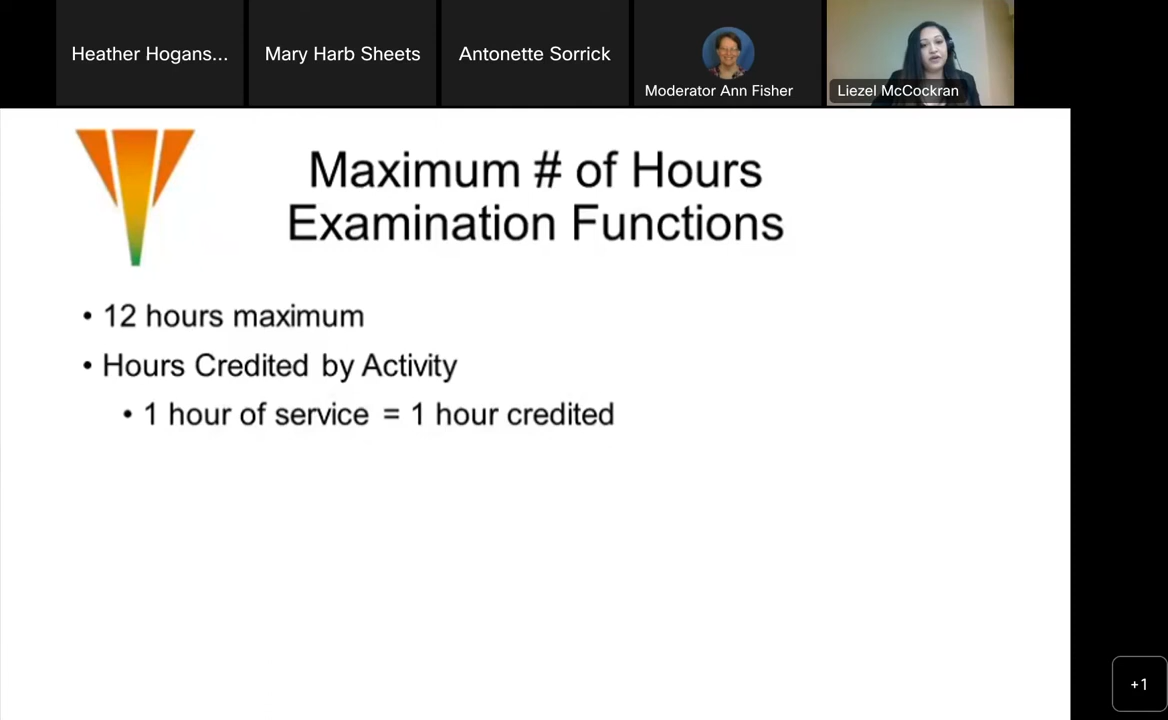 Heather Hogans...
Mary Harb Sheets
Antonette Sorrick
Moderator Ann Fisher
Liezel McCockran
Maximum # of Hours
Examination Functions
• 12 hours maximum
• Hours Credited by Activity
• 1 hour of service = 1 hour credited
+1